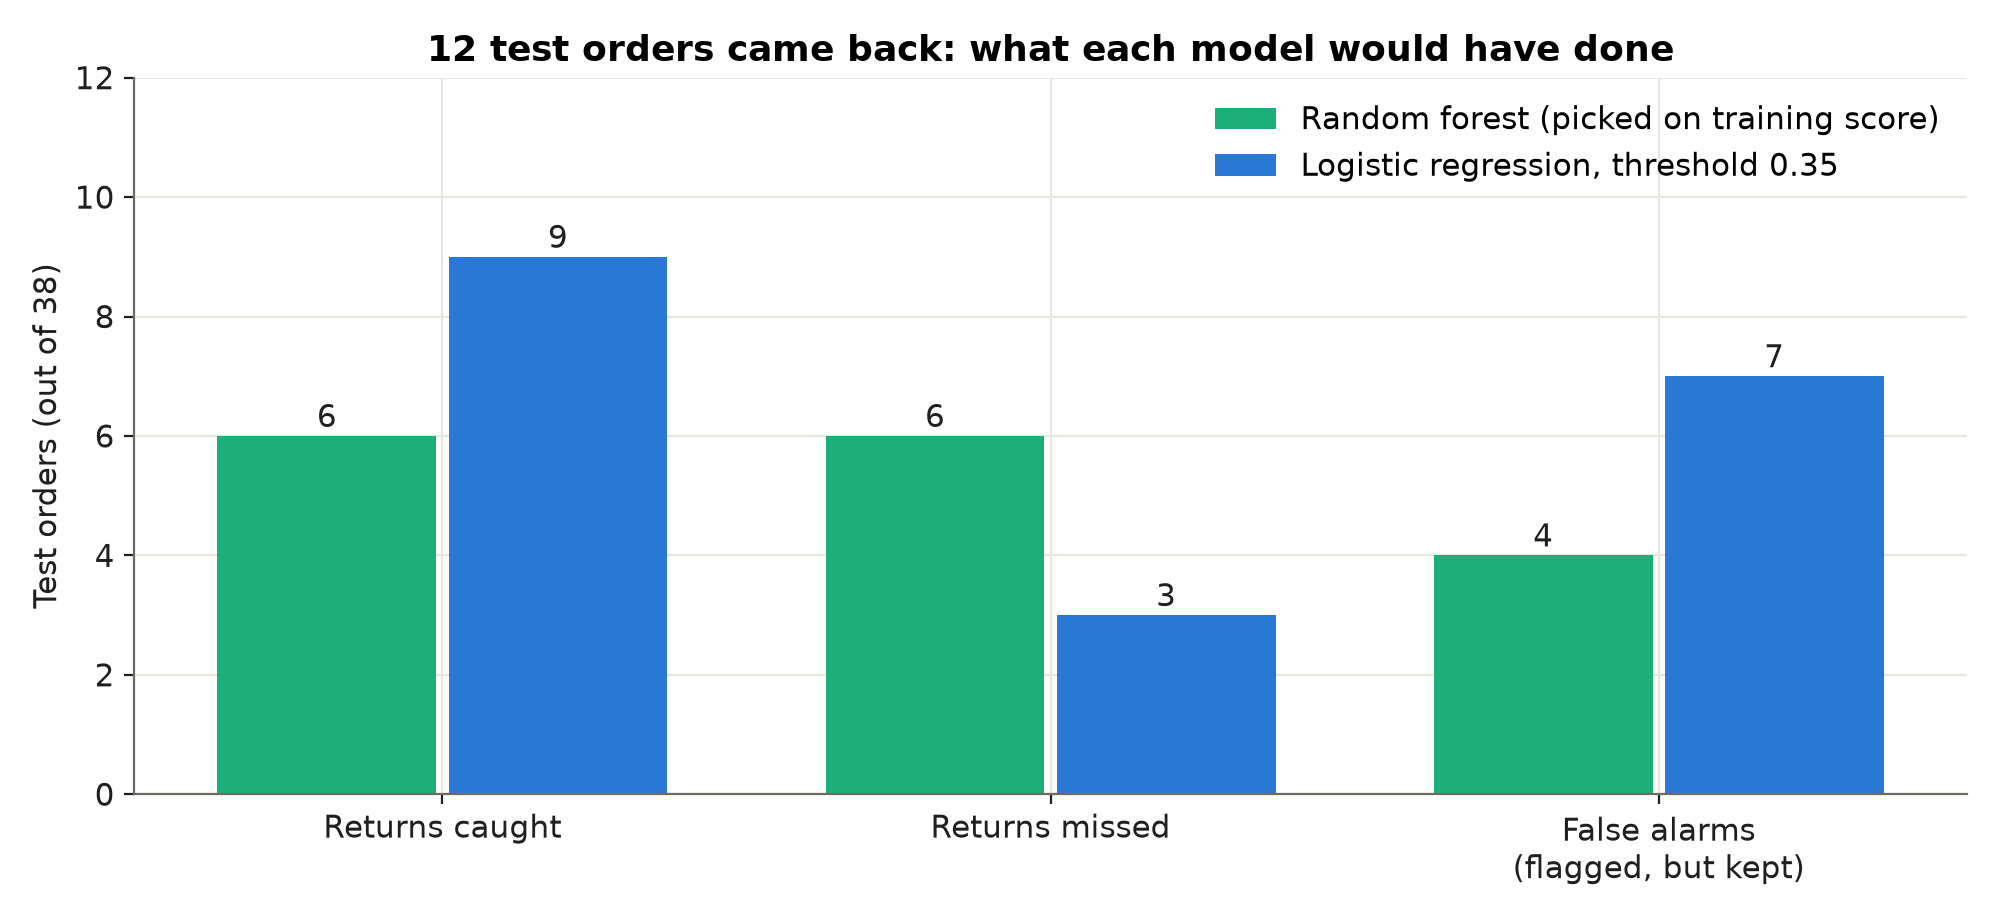 12 test orders came back: what each model would have done
Random forest (picked on training score)
Logistic regression, threshold 0.35
Test orders (out of 38)
12
10
8
6
4
2
0
6
9
6
3
4
7
Returns caught
Returns missed
False alarms
(flagged, but kept)